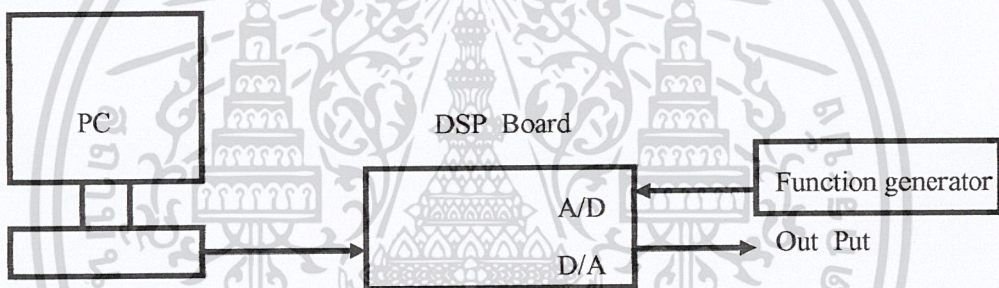 PC
DSP Board
A/D
D/A
Function generator
Out Put